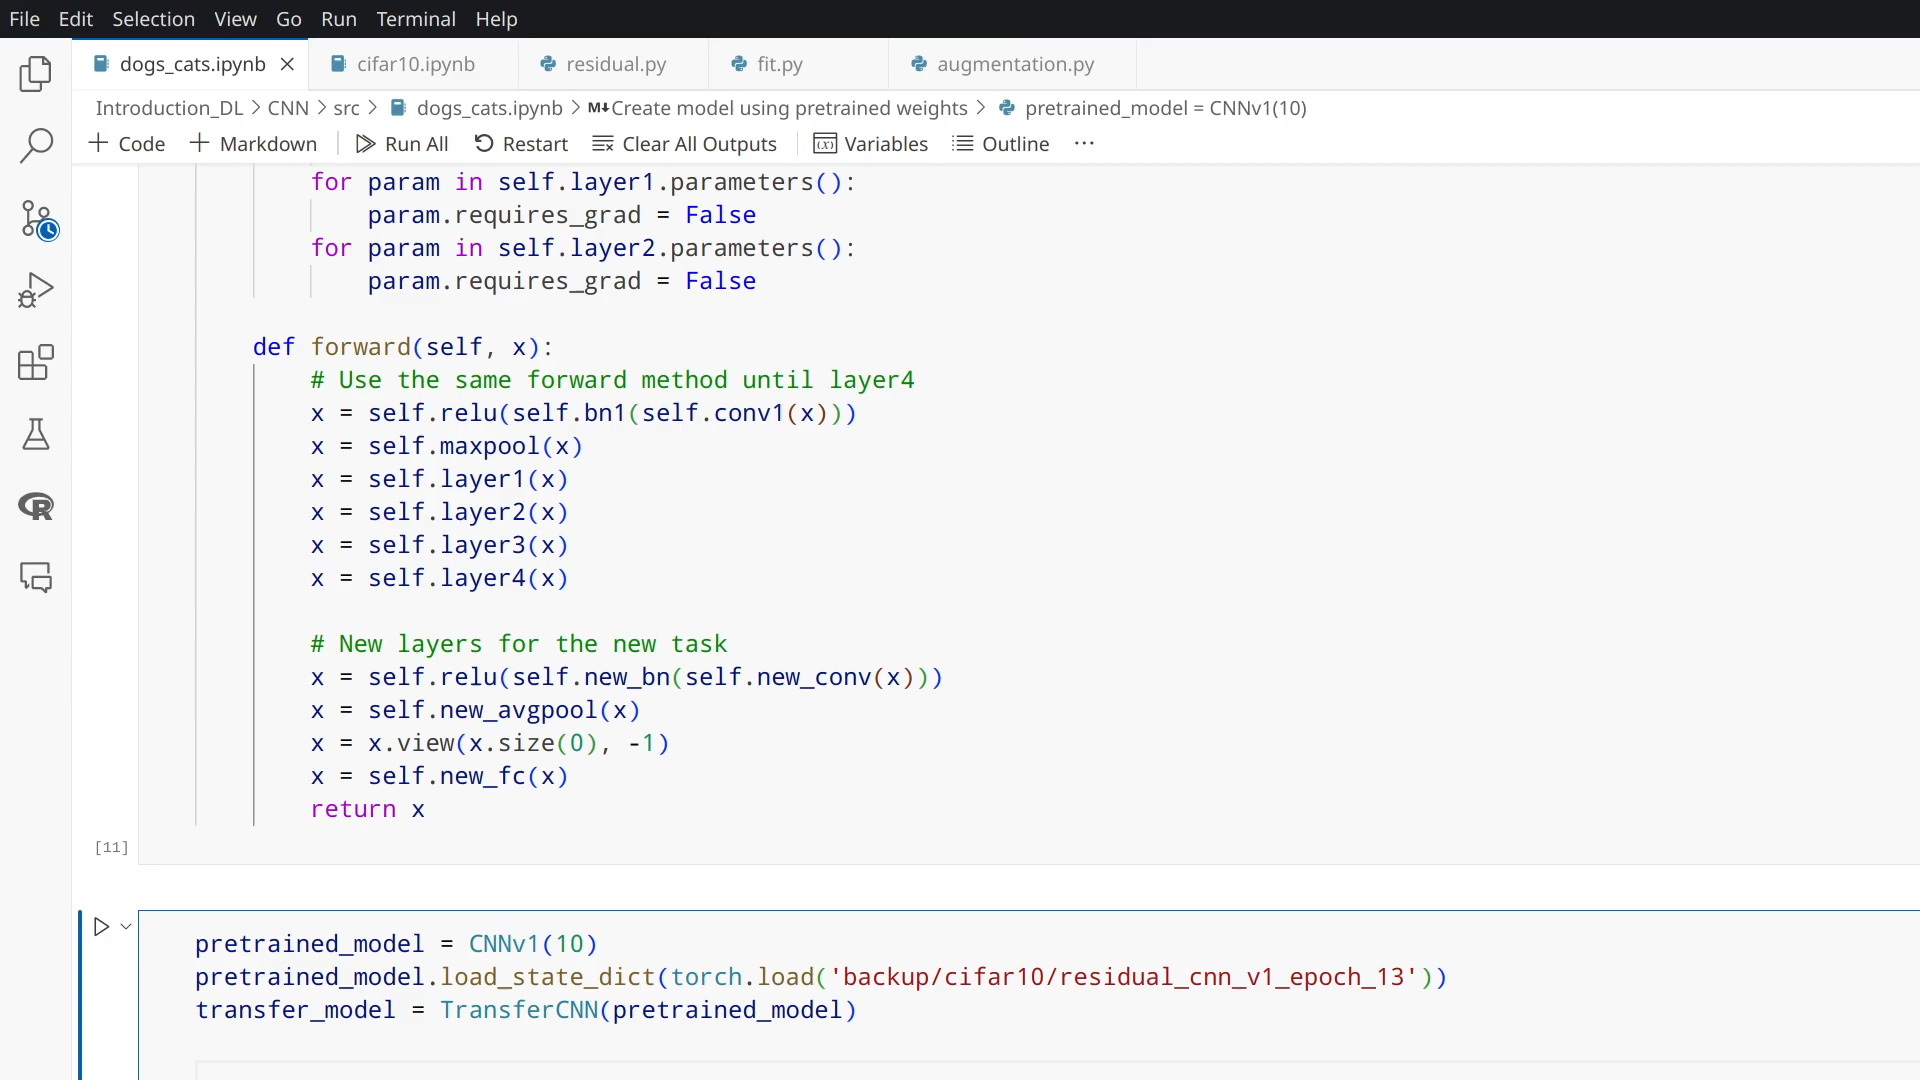 File Edit Selection View Go Run Terminal Help
dogs_cats.ipynb cifar10.ipynb residual.py fit.py augmentation.py
Introduction_DL > CNN > src > dogs_cats.ipynb > M↓Create model using pretrained weights > pretrained_model = CNNv1(10)
+ Code + Markdown Run All Restart Clear All Outputs (x) Variables Outline ···
for param in self.layer1.parameters():
param.requires_grad = False
for param in self.layer2.parameters():
param.requires_grad = False
def forward(self, x):
# Use the same forward method until layer4
x = self.relu(self.bn1(self.conv1(x)))
x = self.maxpool(x)
x = self.layer1(x)
x = self.layer2(x)
x = self.layer3(x)
x = self.layer4(x)
# New layers for the new task
x = self.relu(self.new_bn(self.new_conv(x)))
x = self.new_avgpool(x)
x = x.view(x.size(0), -1)
x = self.new_fc(x)
return x
[11]
pretrained_model = CNNv1(10)
pretrained_model.load_state_dict(torch.load('backup/cifar10/residual_cnn_v1_epoch_13'))
transfer_model = TransferCNN(pretrained_model)